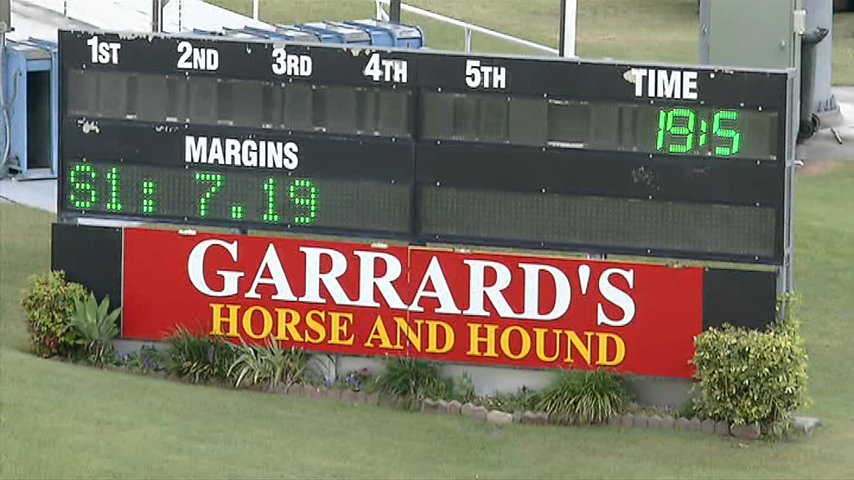 1ST 2ND 3RD 4TH 5TH TIME
19:5
MARGINS
S1: 7.19
GARRARD'S
HORSE AND HOUND